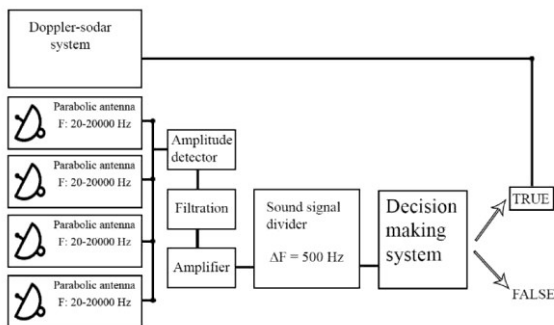 Doppler-sodar
system
Parabolic antenna
F: 20-20000 Hz
Parabolic antenna
F: 20-20000 Hz
Parabolic antenna
F: 20-20000 Hz
Parabolic antenna
F: 20-20000 Hz
Amplitude
detector
Filtration
Amplifier
Sound signal
divider
ΔF = 500 Hz
Decision
making
system
TRUE
FALSE